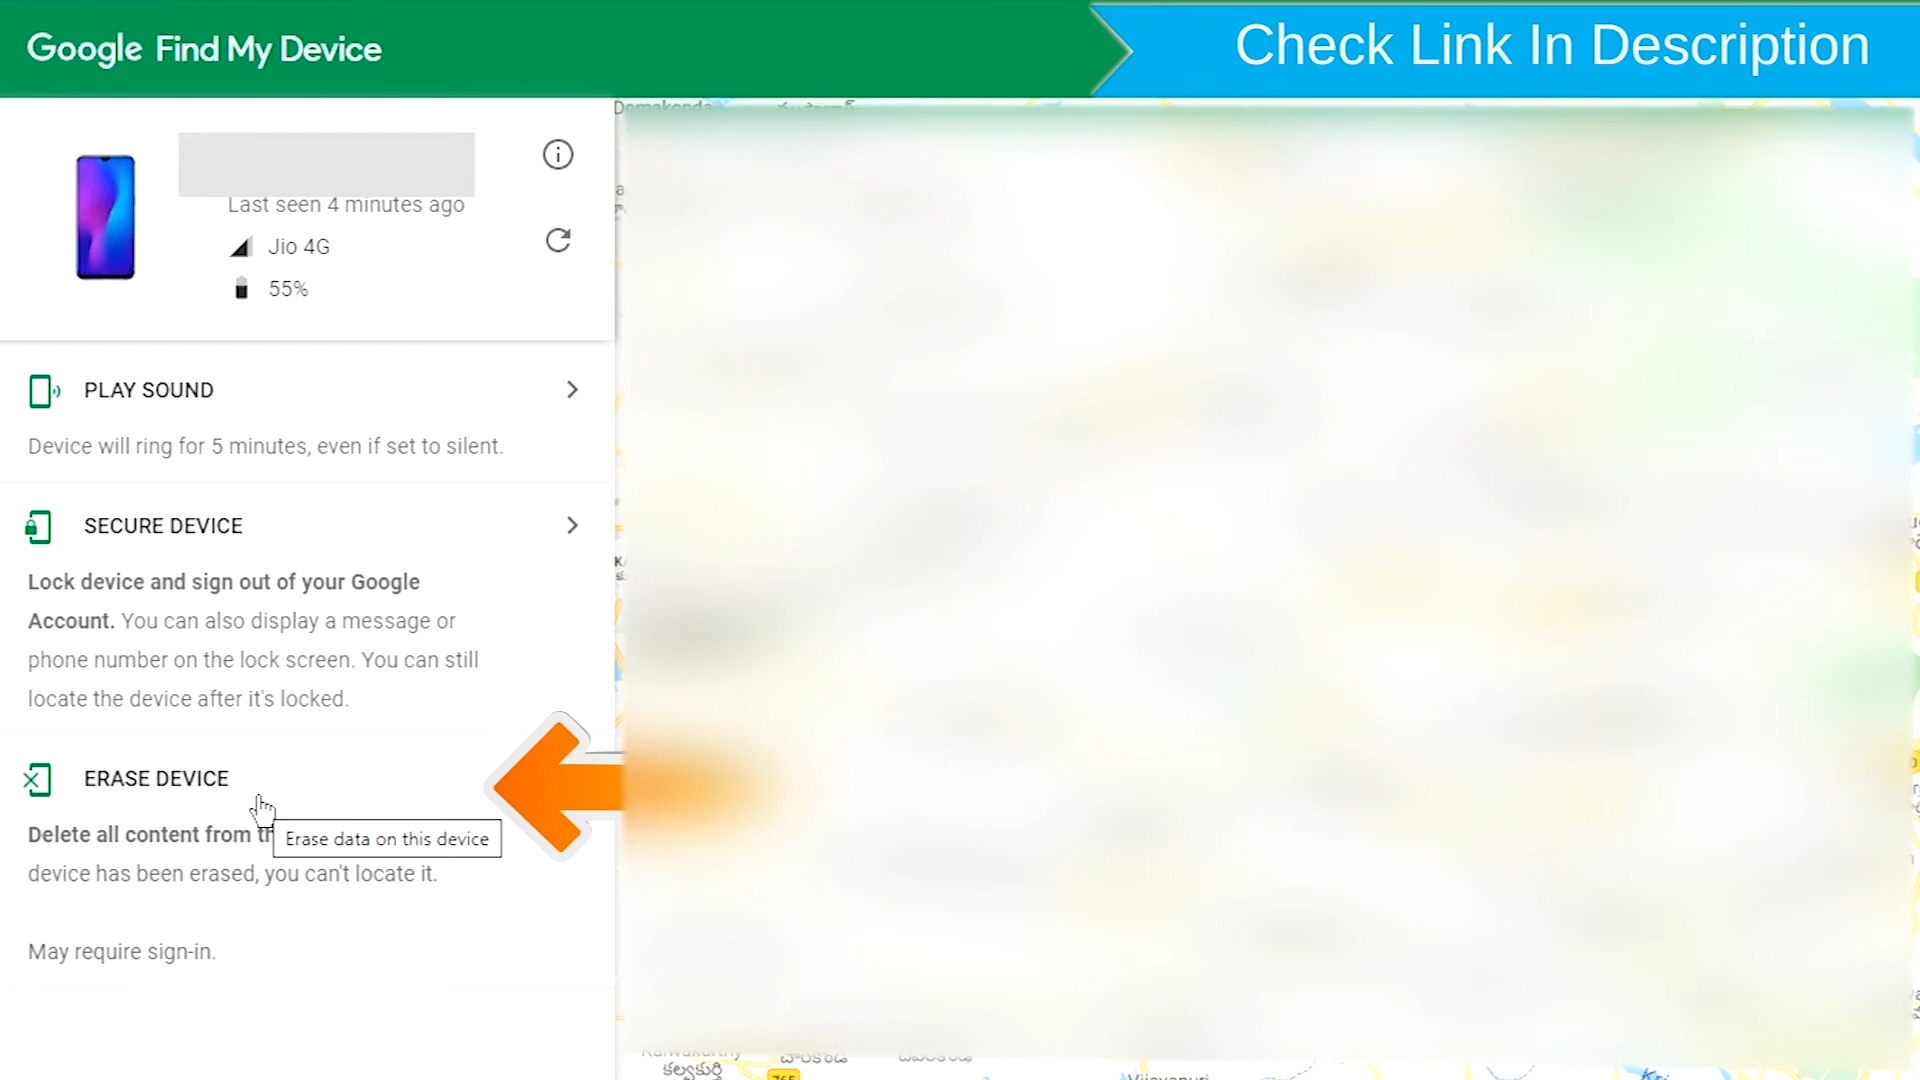 Google Find My Device
Check Link In Description
Last seen 4 minutes ago
Jio 4G
55%
PLAY SOUND
Device will ring for 5 minutes, even if set to silent.
SECURE DEVICE
Lock device and sign out of your Google
Account. You can also display a message or
phone number on the lock screen. You can still
locate the device after it's locked.
ERASE DEVICE
Delete all content from
Erase data on this device
device has been erased, you can't locate it.
May require sign-in.
కల్వకుర్తి